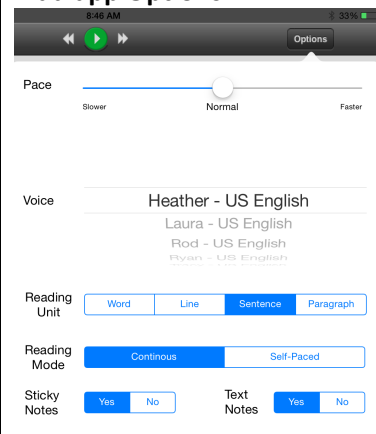 8:46 AM 33%
Options
Pace
Slower Normal Faster
Voice
Heather - US English
Laura - US English
Rod - US English
Ryan - US English
Reading Unit
Word Line Sentence Paragraph
Reading Mode
Continous Self-Paced
Sticky Notes
Yes No
Text Notes
Yes No